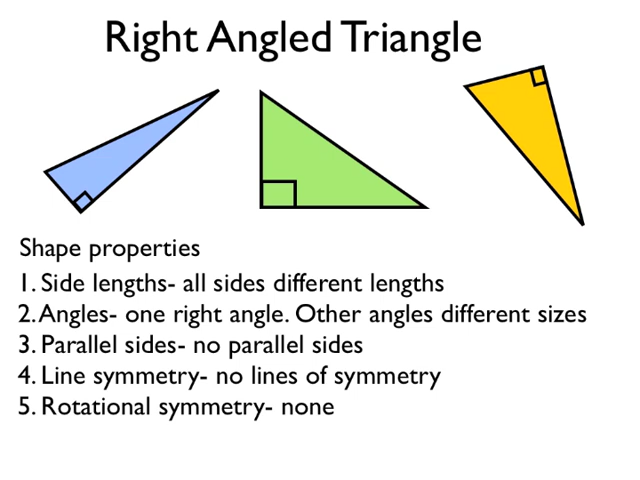 Right Angled Triangle
Shape properties
1. Side lengths- all sides different lengths
2. Angles- one right angle. Other angles different sizes
3. Parallel sides- no parallel sides
4. Line symmetry- no lines of symmetry
5. Rotational symmetry- none